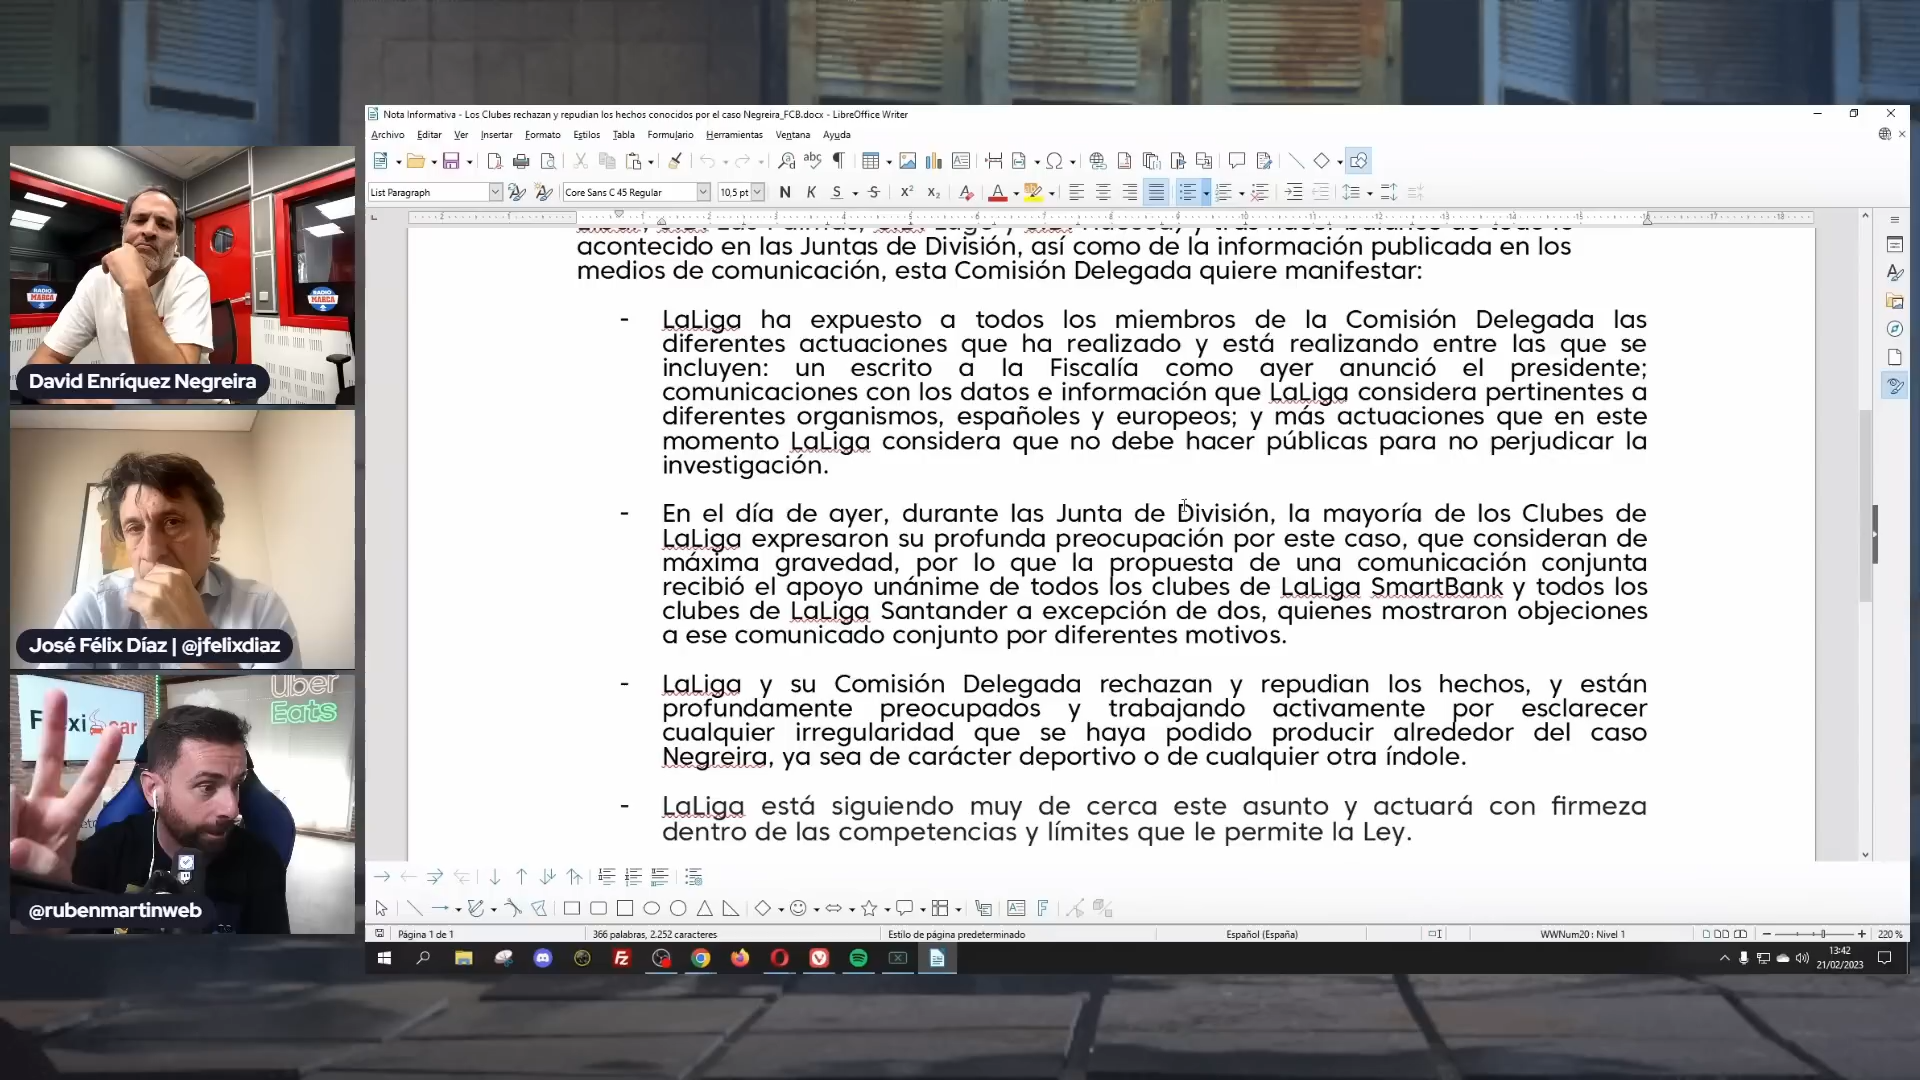 Nota Informativa - Los Clubes rechazan y repudian los hechos conocidos por el caso Negreira_FCB.docx - LibreOffice Writer
Archivo Editar Ver Insertar Formato Estilos Tabla Formulario Herramientas Ventana Ayuda
List Paragraph
Core Sans C 45 Regular
10,5 pt
acontecido en las Juntas de División, así como de la información publicada en los
medios de comunicación, esta Comisión Delegada quiere manifestar:
- LaLiga ha expuesto a todos los miembros de la Comisión Delegada las
diferentes actuaciones que ha realizado y está realizando entre las que se
incluyen: un escrito a la Fiscalía como ayer anunció el presidente;
comunicaciones con los datos e información que LaLiga considera pertinentes a
diferentes organismos, españoles y europeos; y más actuaciones que en este
momento LaLiga considera que no debe hacer públicas para no perjudicar la
investigación.
- En el día de ayer, durante las Junta de División, la mayoría de los Clubes de
LaLiga expresaron su profunda preocupación por este caso, que consideran de
máxima gravedad, por lo que la propuesta de una comunicación conjunta
recibió el apoyo unánime de todos los clubes de LaLiga SmartBank y todos los
clubes de LaLiga Santander a excepción de dos, quienes mostraron objeciones
a ese comunicado conjunto por diferentes motivos.
- LaLiga y su Comisión Delegada rechazan y repudian los hechos, y están
profundamente preocupados y trabajando activamente por esclarecer
cualquier irregularidad que se haya podido producir alrededor del caso
Negreira, ya sea de carácter deportivo o de cualquier otra índole.
- LaLiga está siguiendo muy de cerca este asunto y actuará con firmeza
dentro de las competencias y límites que le permite la Ley.
Página 1 de 1
366 palabras, 2.252 caracteres
Estilo de página predeterminado
Español (España)
WWNum20 : Nivel 1
220 %
13:42
21/02/2023
RADIO MARCA
RADIO MARCA
David Enríquez Negreira
José Félix Díaz | @jfelixdiaz
Uber
Eats
@rubenmartinweb